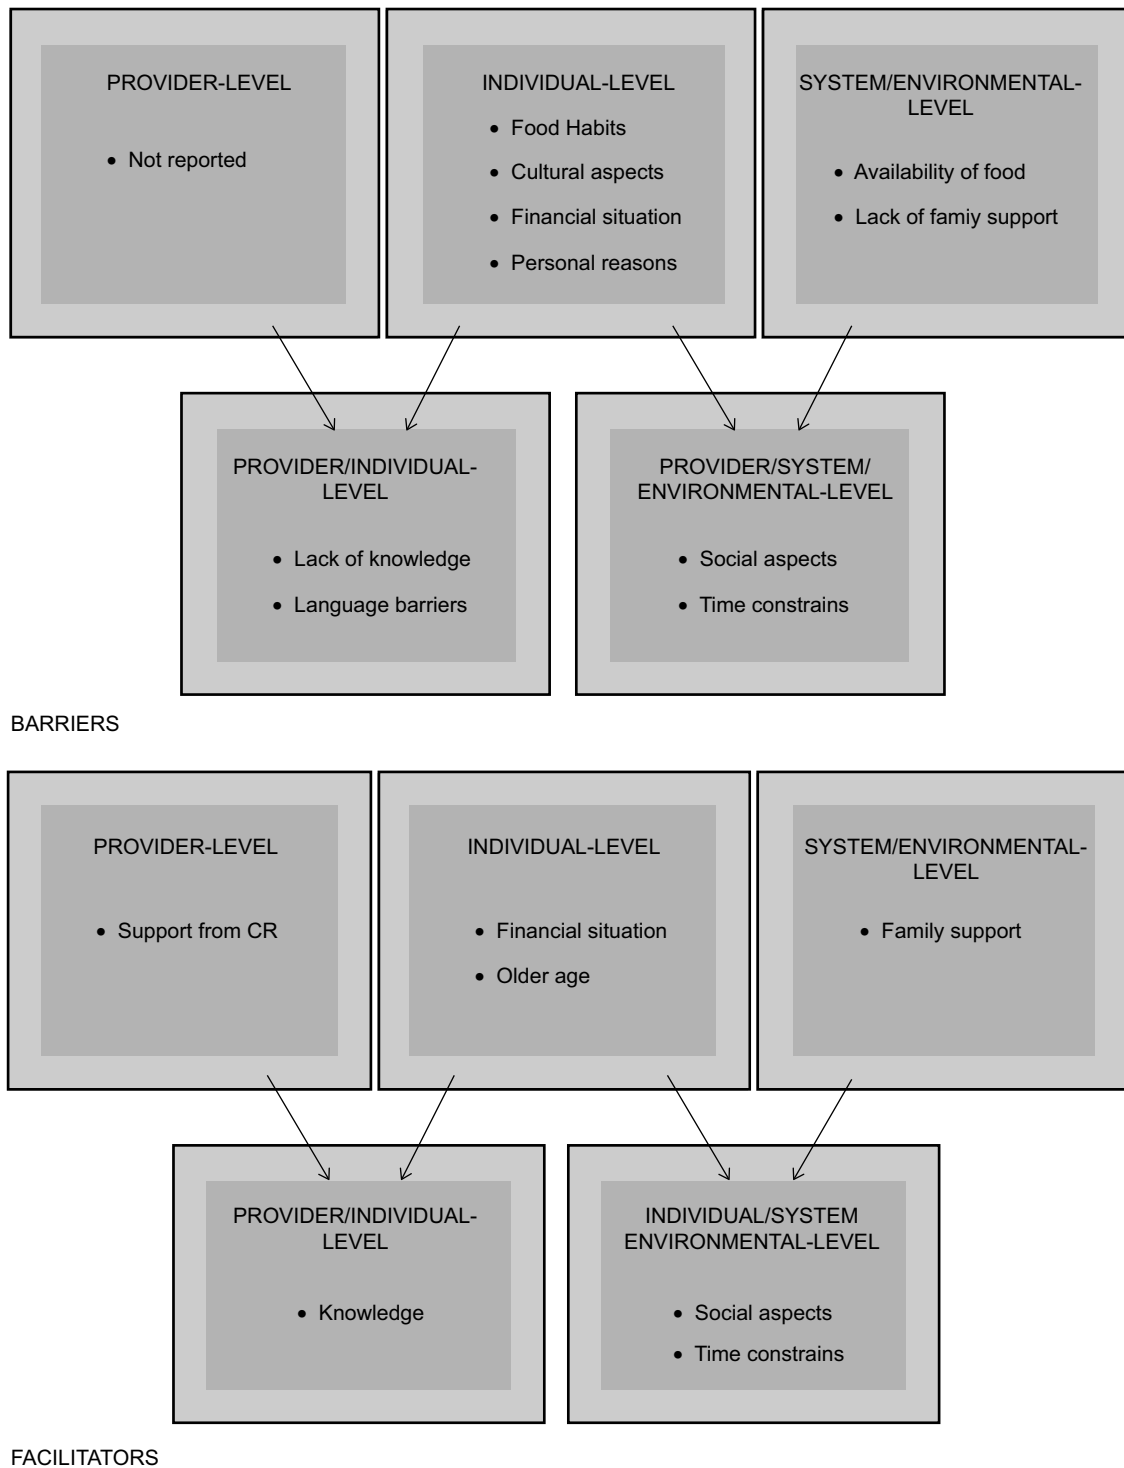 PROVIDER-LEVEL
• Not reported
INDIVIDUAL-LEVEL
• Food Habits
• Cultural aspects
• Financial situation
• Personal reasons
SYSTEM/ENVIRONMENTAL-
LEVEL
• Availability of food
• Lack of famiy support
PROVIDER/INDIVIDUAL-
LEVEL
• Lack of knowledge
• Language barriers
PROVIDER/SYSTEM/
ENVIRONMENTAL-LEVEL
• Social aspects
• Time constrains
BARRIERS
PROVIDER-LEVEL
• Support from CR
INDIVIDUAL-LEVEL
• Financial situation
• Older age
SYSTEM/ENVIRONMENTAL-
LEVEL
• Family support
PROVIDER/INDIVIDUAL-
LEVEL
• Knowledge
INDIVIDUAL/SYSTEM
ENVIRONMENTAL-LEVEL
• Social aspects
• Time constrains
FACILITATORS